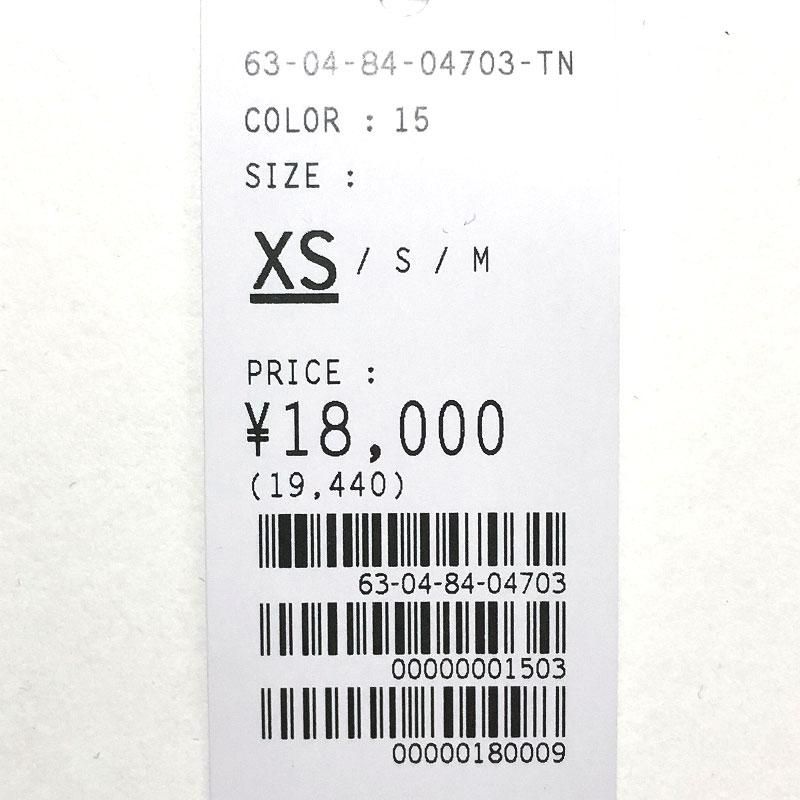 63-04-84-04703-TN
COLOR : 15
SIZE :
XS / S / M
PRICE :
¥18,000
(19,440)
63-04-84-04703
00000001503
00000180009